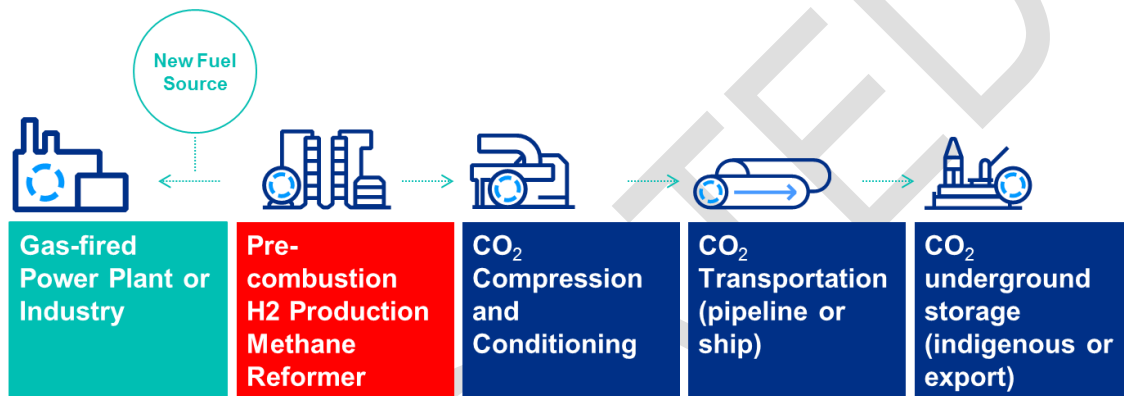 New Fuel
Source
Gas-fired
Power Plant or
Industry
Pre-
combustion
H2 Production
Methane
Reformer
CO₂
Compression
and
Conditioning
CO₂
Transportation
(pipeline or
ship)
CO₂
underground
storage
(indigenous or
export)